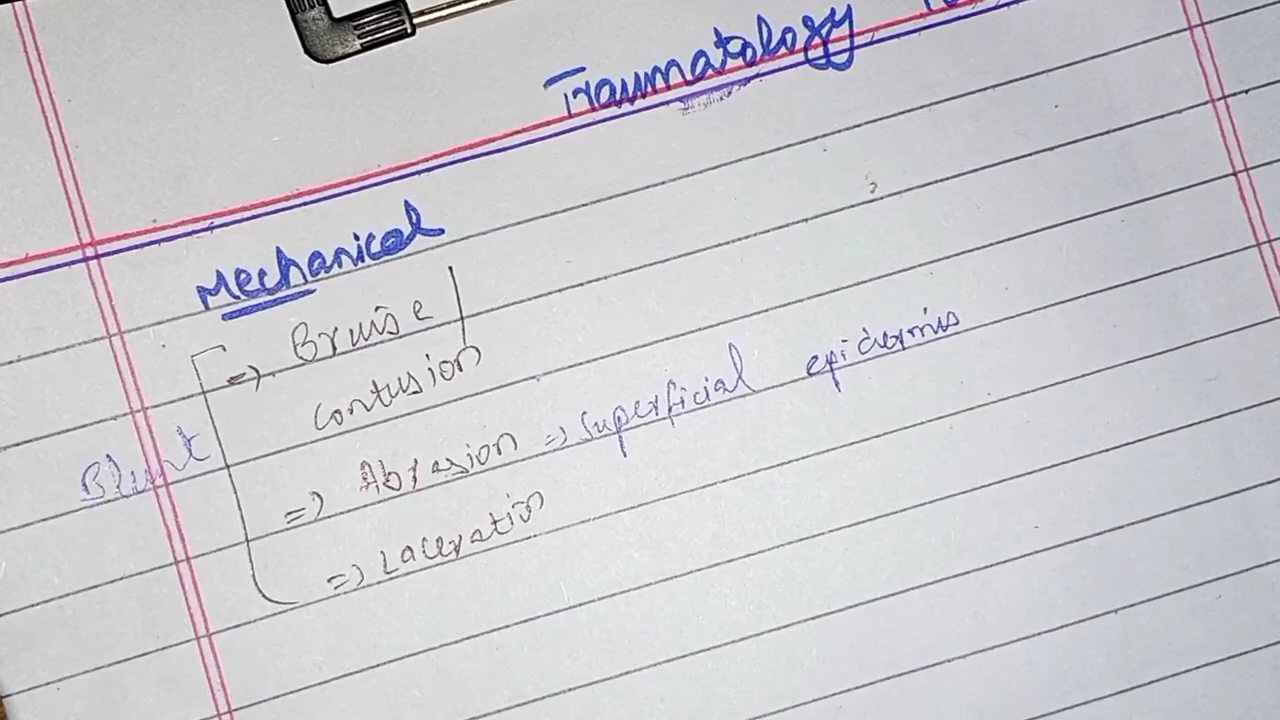 Traumatology
Mechanical
Blunt
=> Bruise /
contusion
=> Abrasion => superficial epidermis
=> Laceration